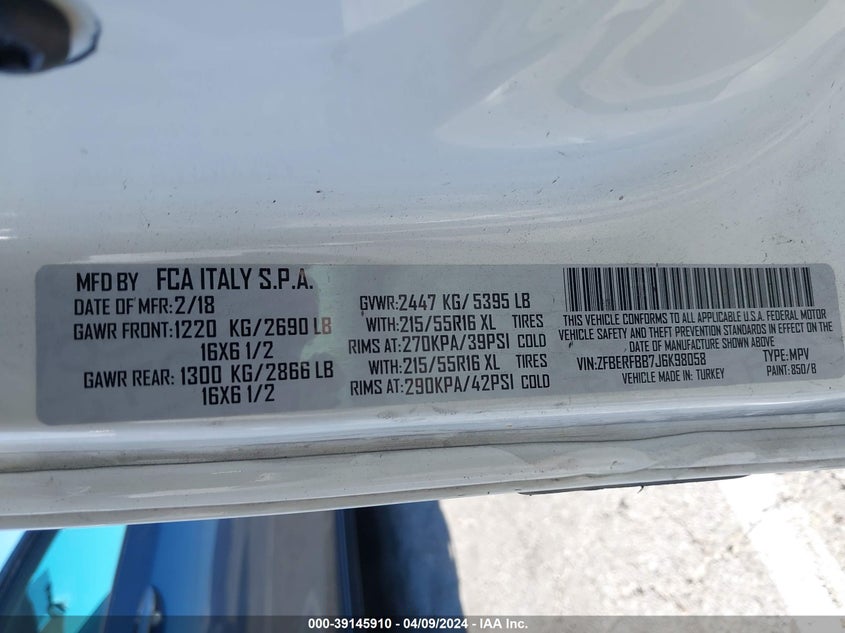 MFD BY FCA ITALY S.P.A.
DATE OF MFR: 2/18
GAWR FRONT: 1220 KG/2690 LB
16X6 1/2
GAWR REAR: 1300 KG/2866 LB
16X6 1/2
GVWR: 2447 KG/ 5395 LB
WITH: 215/55R16 XL TIRES
RIMS AT: 270KPA/39PSI COLD
WITH: 215/55R16 XL TIRES
RIMS AT: 290KPA/42PSI COLD
THIS VEHICLE CONFORMS TO ALL APPLICABLE U.S.A. FEDERAL MOTOR
VEHICLE SAFETY AND THEFT PREVENTION STANDARDS IN EFFECT ON
DATE OF MANUFACTURE SHOWN ABOVE
VIN: ZFBERFBB7J6K98058 TYPE: MPV
VEHICLE MADE IN: TURKEY PAINT: 850/B
000-39145910 - 04/09/2024 - IAA Inc.